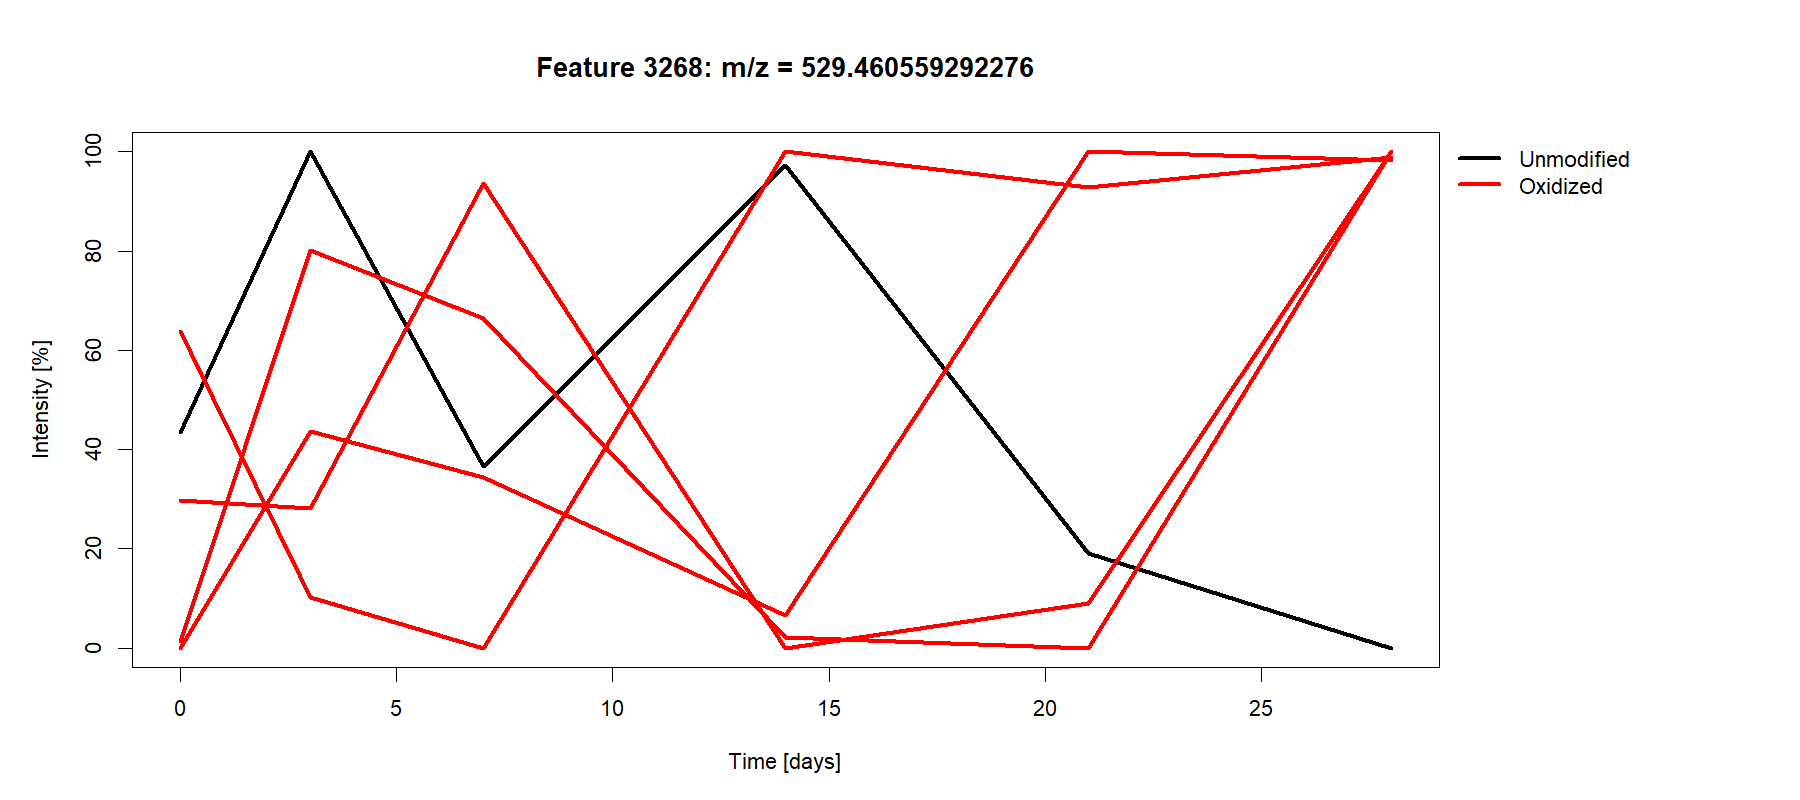 Feature 3268: m/z = 529.460559292276
Unmodified
Oxidized
Intensity [%]
100
80
60
40
20
0
0 5 10 15 20 25
Time [days]